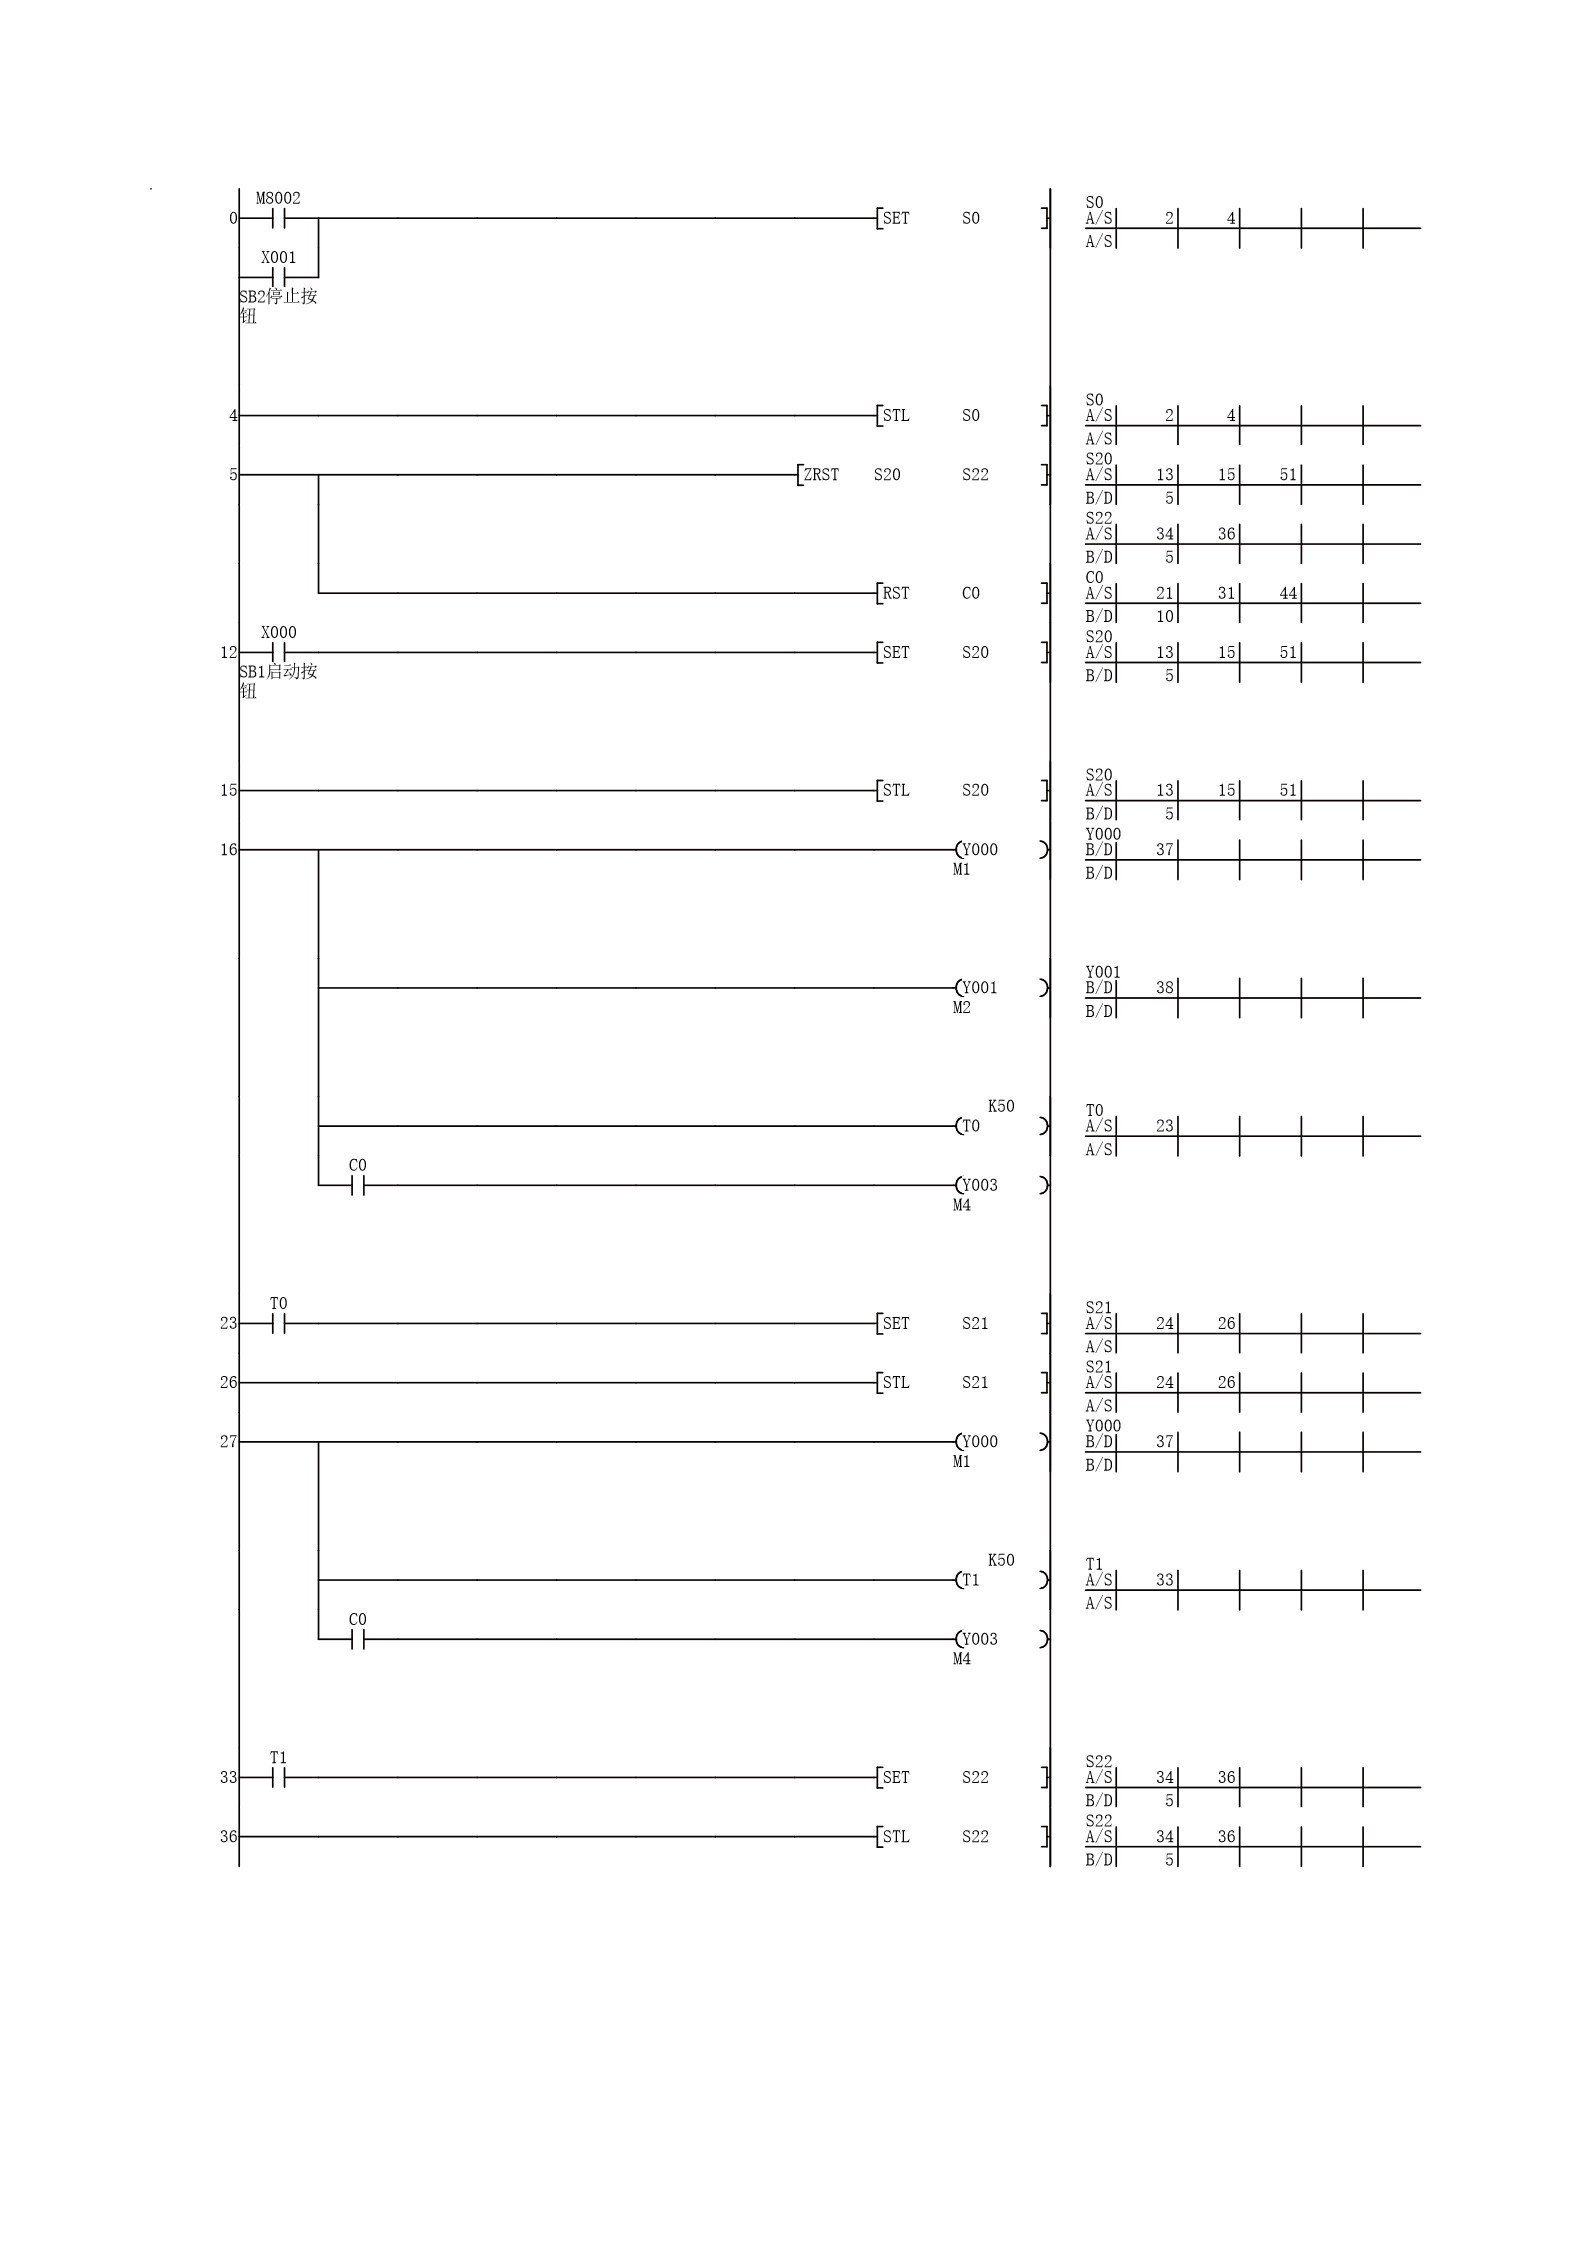 M8002
0 SET S0
S0
A/S 2 4
A/S
X001
SB2停止按
钮
4 STL S0
S0
A/S 2 4
A/S
5 ZRST S20 S22
S20
A/S 13 15 51
B/D 5
S22
A/S 34 36
B/D 5
RST C0
C0
A/S 21 31 44
B/D 10
X000
12 SET S20
SB1启动按
钮
S20
A/S 13 15 51
B/D 5
15 STL S20
S20
A/S 13 15 51
B/D 5
16 Y000
M1
Y000
B/D 37
B/D
Y001
M2
Y001
B/D 38
B/D
K50
T0
T0
A/S 23
A/S
C0
Y003
M4
T0
23 SET S21
S21
A/S 24 26
A/S
26 STL S21
S21
A/S 24 26
A/S
27 Y000
M1
Y000
B/D 37
B/D
K50
T1
T1
A/S 33
A/S
C0
Y003
M4
T1
33 SET S22
S22
A/S 34 36
B/D 5
36 STL S22
S22
A/S 34 36
B/D 5